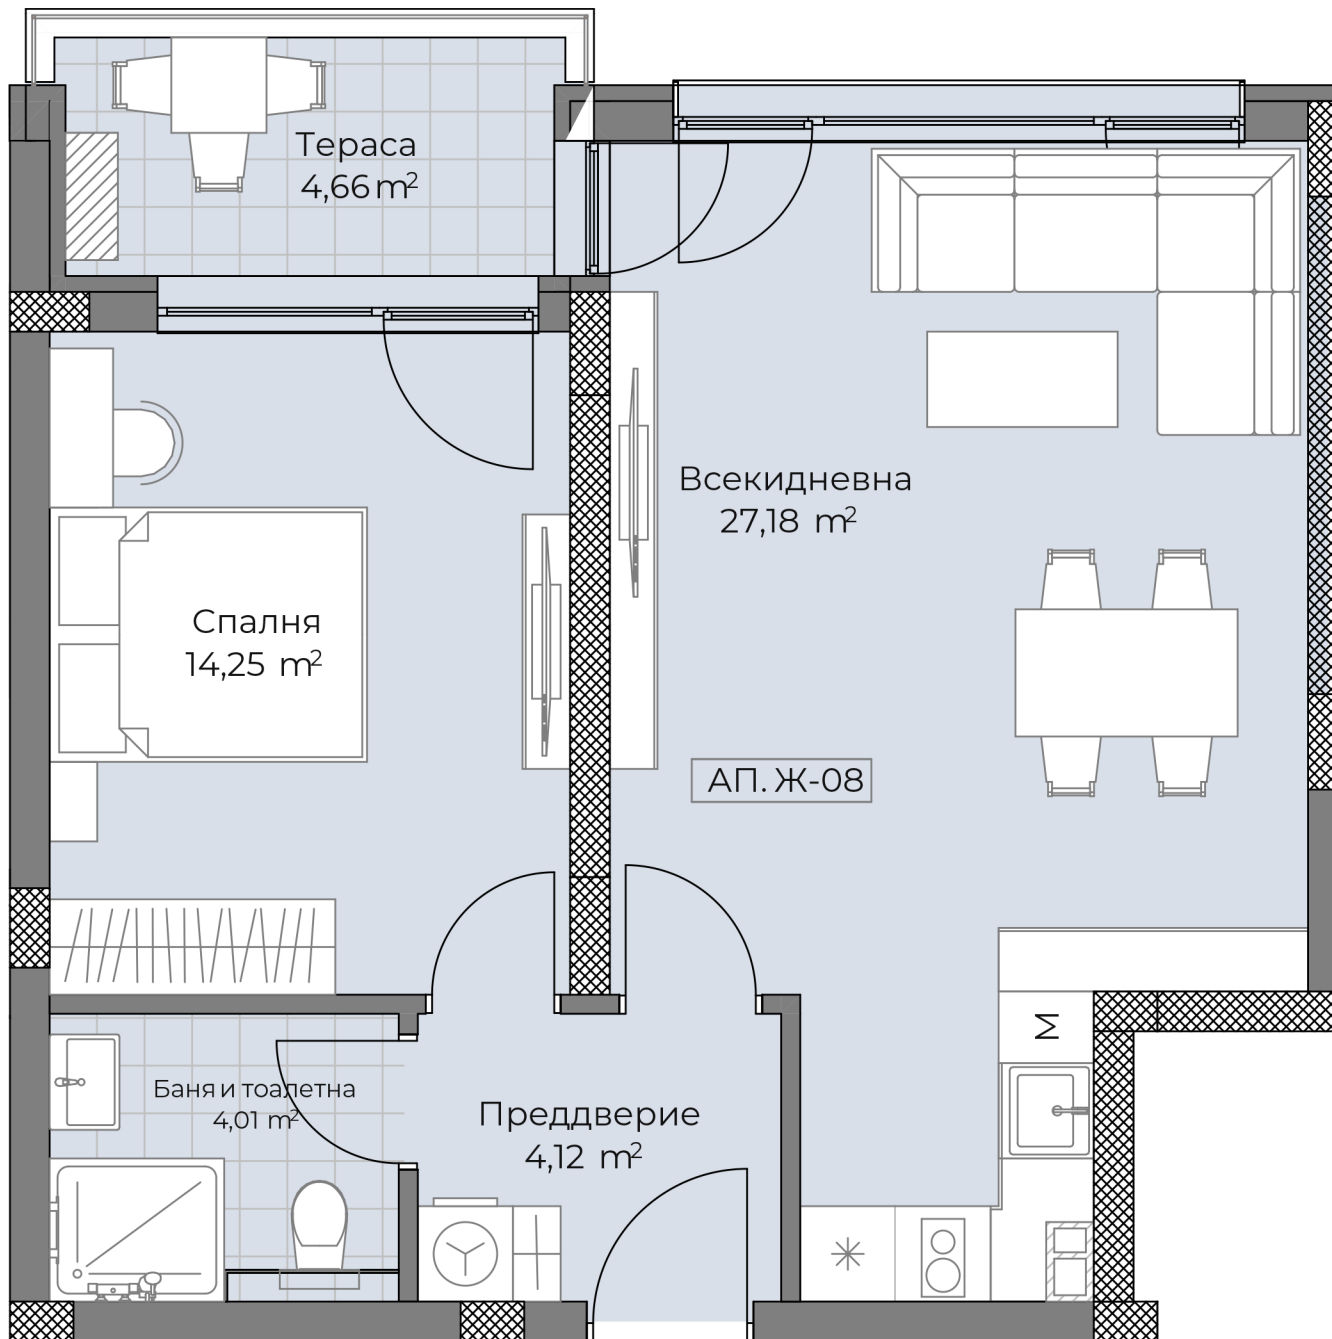 Тераса
4,66 m²
Всекидневна
27,18 m²
Спалня
14,25 m²
АП. Ж-08
M
Баня и тоалетна
4,01 m²
Преддверие
4,12 m²